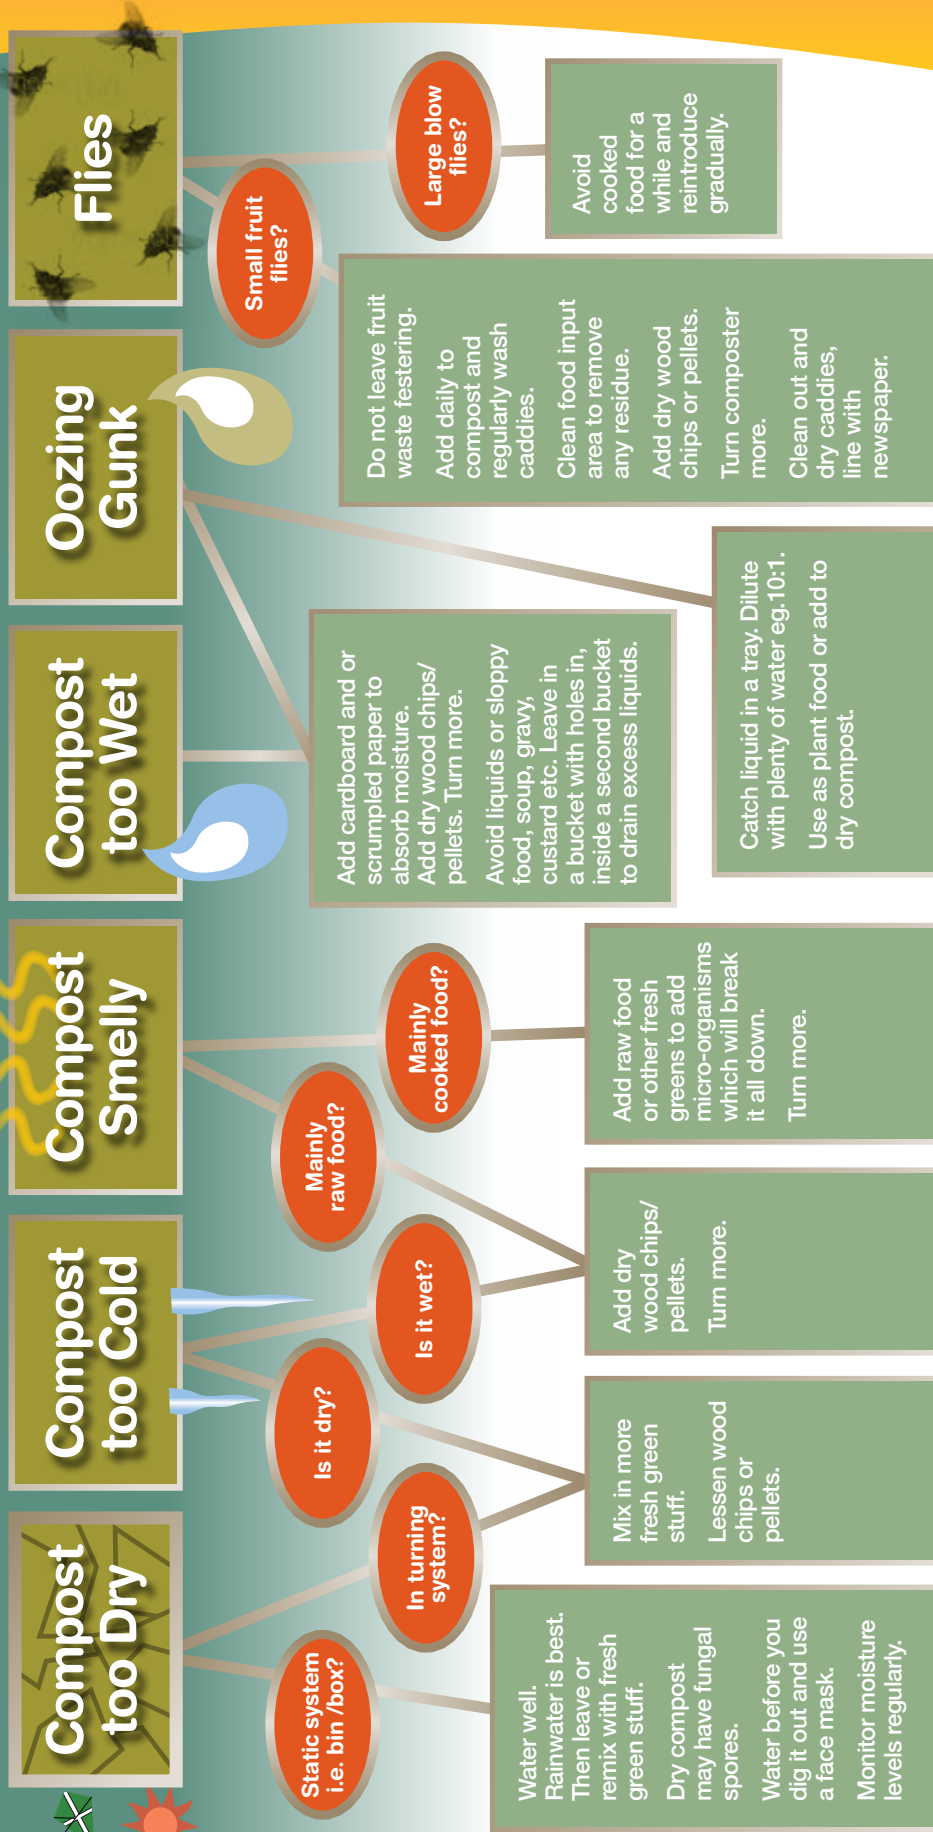 Compost
too Dry
Compost
too Cold
Compost
Smelly
Compost
too Wet
Oozing
Gunk
Flies
Static system
i.e. bin /box?
In turning
system?
Is it dry?
Is it wet?
Mainly
raw food?
Mainly
cooked food?
Small fruit
flies?
Large blow
flies?
Water well.
Rainwater is best.
Then leave or
remix with fresh
green stuff.
Dry compost
may have fungal
spores.
Water before you
dig it out and use
a face mask.
Monitor moisture
levels regularly.
Mix in more
fresh green
stuff.
Lessen wood
chips or
pellets.
Add dry
wood chips/
pellets.
Turn more.
Add raw food
or other fresh
greens to add
micro-organisms
which will break
it all down.
Turn more.
Add cardboard and or
scrumpled paper to
absorb moisture.
Add dry wood chips/
pellets. Turn more.
Avoid liquids or sloppy
food, soup, gravy,
custard etc. Leave in
a bucket with holes in,
inside a second bucket
to drain excess liquids.
Catch liquid in a tray. Dilute
with plenty of water eg.10:1.
Use as plant food or add to
dry compost.
Do not leave fruit
waste festering.
Add daily to
compost and
regularly wash
caddies.
Clean food input
area to remove
any residue.
Add dry wood
chips or pellets.
Turn composter
more.
Clean out and
dry caddies,
line with
newspaper.
Avoid
cooked
food for a
while and
reintroduce
gradually.